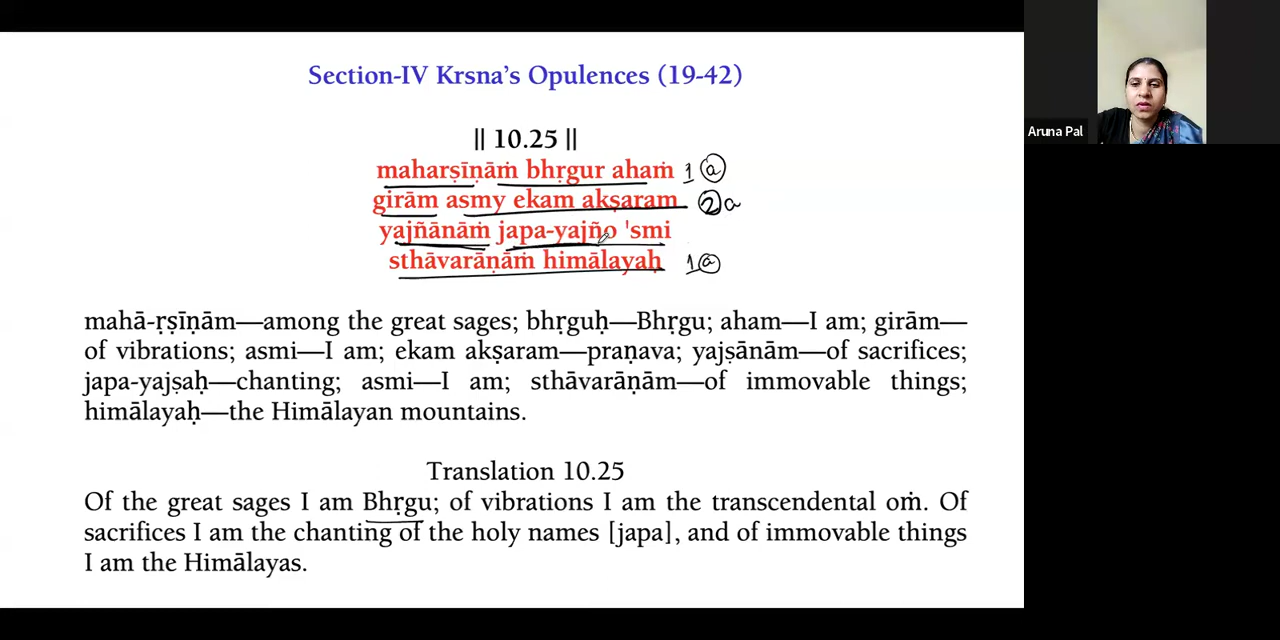 Section-IV Krsna's Opulences (19-42)
|| 10.25 ||
maharṣīṇāṁ bhṛgur ahaṁ 1 a
girām asmy ekam akṣaram 2 a
yajñānāṁ japa-yajño 'smi
sthāvarāṇāṁ himālayaḥ 1 a
mahā-ṛṣīṇām—among the great sages; bhṛguḥ—Bhṛgu; aham—I am; girām—
of vibrations; asmi—I am; ekam akṣaram—praṇava; yajṣānām—of sacrifices;
japa-yajṣaḥ—chanting; asmi—I am; sthāvarāṇām—of immovable things;
himālayaḥ—the Himālayan mountains.
Translation 10.25
Of the great sages I am Bhṛgu; of vibrations I am the transcendental oṁ. Of
sacrifices I am the chanting of the holy names [japa], and of immovable things
I am the Himālayas.
Aruna Pal